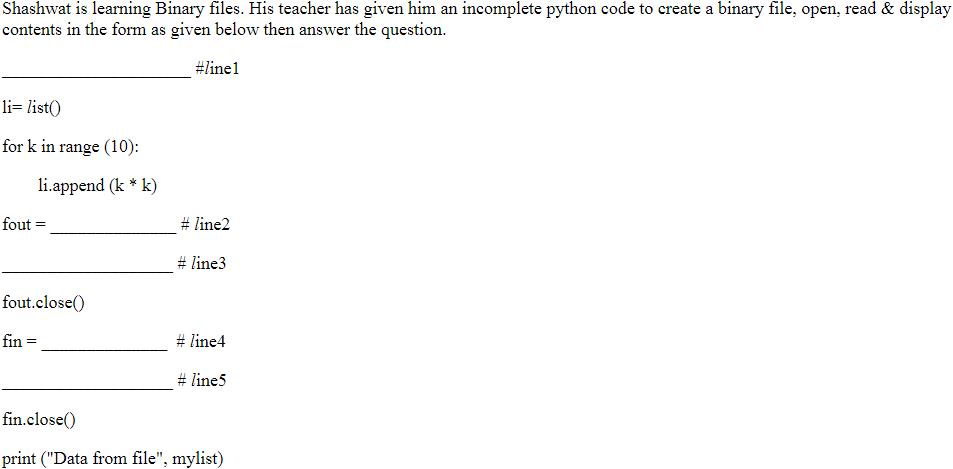 Shashwat is learning Binary files. His teacher has given him an incomplete python code to create a binary file, open, read & display
contents in the form as given below then answer the question.
_____________________ #line1
li= list()
for k in range (10):
li.append (k * k)
fout = ______________ # line2
___________________ # line3
fout.close()
fin = ______________ # line4
___________________ # line5
fin.close()
print ("Data from file", mylist)